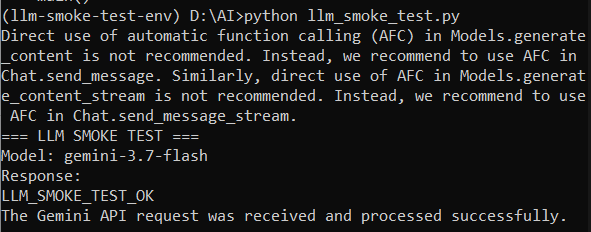 main()
(llm-smoke-test-env) D:\AI>python llm_smoke_test.py
Direct use of automatic function calling (AFC) in Models.generate
_content is not recommended. Instead, we recommend to use AFC in
Chat.send_message. Similarly, direct use of AFC in Models.generat
e_content_stream is not recommended. Instead, we recommend to use
 AFC in Chat.send_message_stream.
=== LLM SMOKE TEST ===
Model: gemini-3.7-flash
Response:
LLM_SMOKE_TEST_OK
The Gemini API request was received and processed successfully.